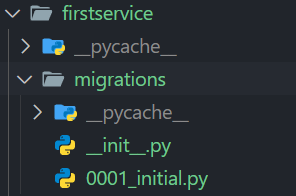 firstservice
__pycache__
migrations
__pycache__
__init__.py
0001_initial.py